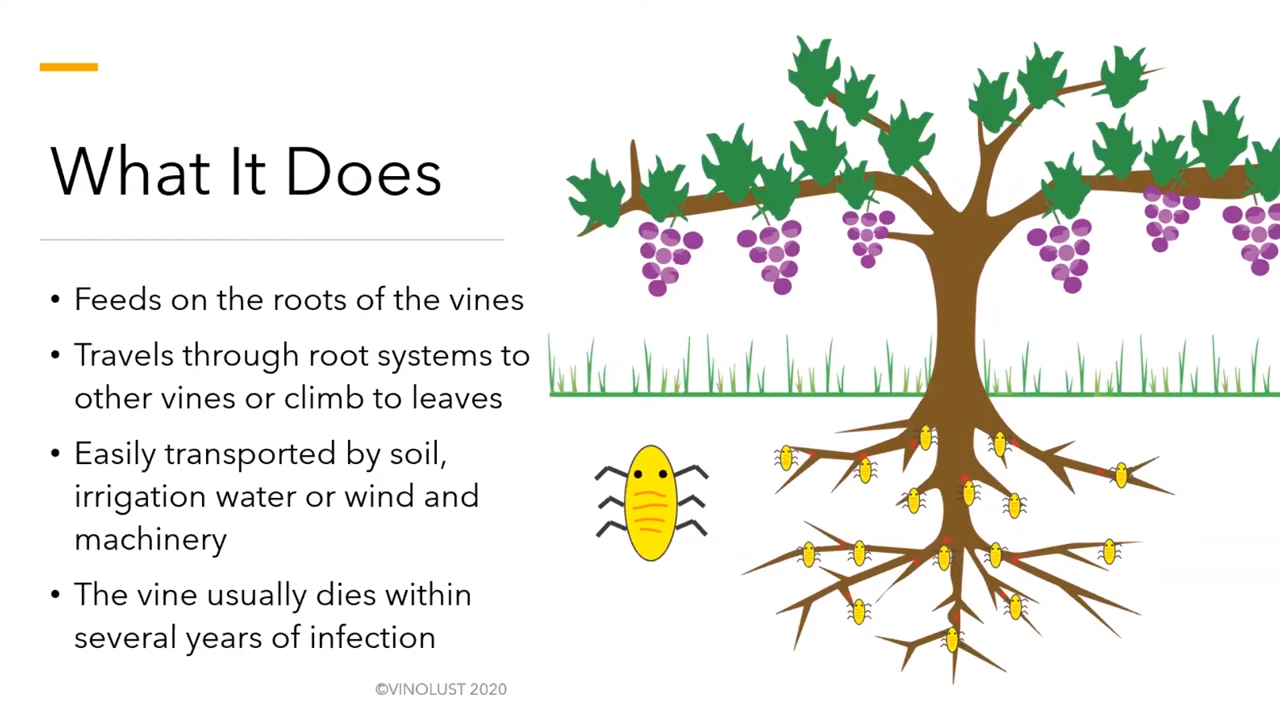 What It Does
• Feeds on the roots of the vines
• Travels through root systems to
other vines or climb to leaves
• Easily transported by soil,
irrigation water or wind and
machinery
• The vine usually dies within
several years of infection
©VINOLUST 2020